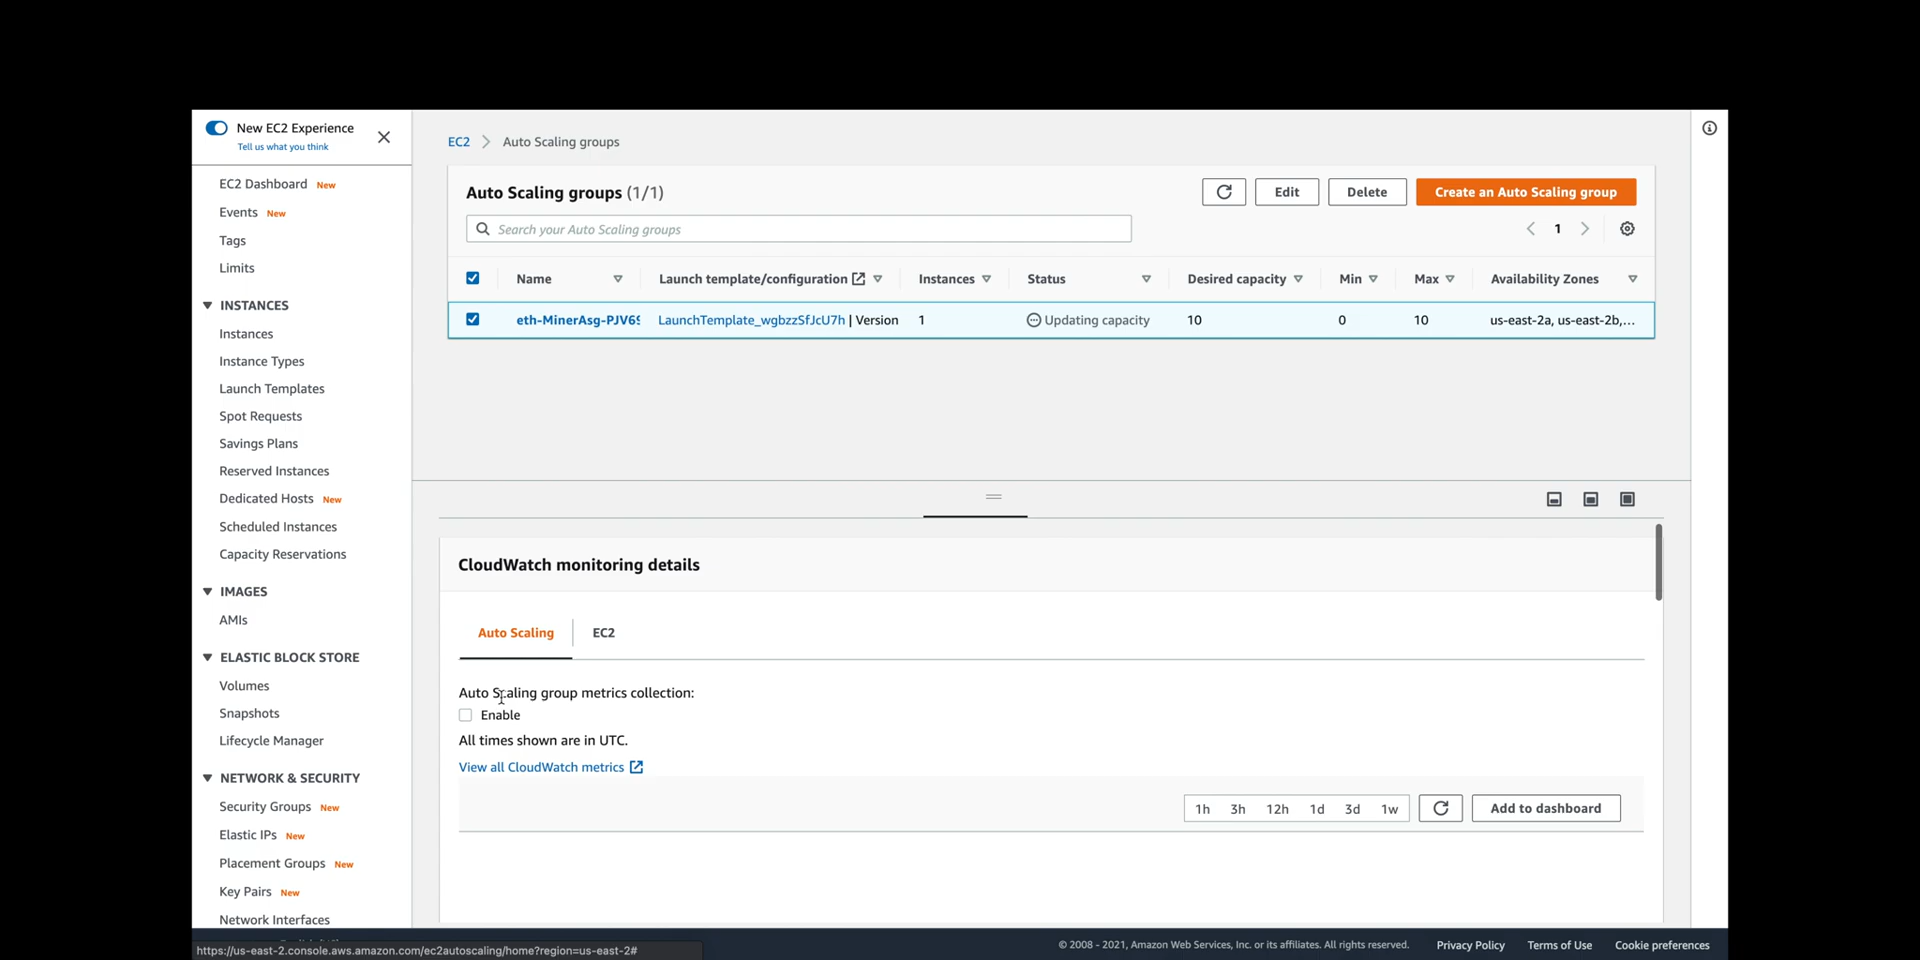 New EC2 Experience
Tell us what you think
EC2 Dashboard New
Events New
Tags
Limits
INSTANCES
Instances
Instance Types
Launch Templates
Spot Requests
Savings Plans
Reserved Instances
Dedicated Hosts New
Scheduled Instances
Capacity Reservations
IMAGES
AMIs
ELASTIC BLOCK STORE
Volumes
Snapshots
Lifecycle Manager
NETWORK & SECURITY
Security Groups New
Elastic IPs New
Placement Groups New
Key Pairs New
Network Interfaces
EC2 > Auto Scaling groups
Auto Scaling groups (1/1)
Edit
Delete
Create an Auto Scaling group
Search your Auto Scaling groups
1
Name Launch template/configuration Instances Status Desired capacity Min Max Availability Zones
eth-MinerAsg-PJV69 LaunchTemplate_wgbzzSfJcU7h | Version 1 Updating capacity 10 0 10 us-east-2a, us-east-2b,...
CloudWatch monitoring details
Auto Scaling EC2
Auto Scaling group metrics collection:
Enable
All times shown are in UTC.
View all CloudWatch metrics
1h 3h 12h 1d 3d 1w
Add to dashboard
https://us-east-2.console.aws.amazon.com/ec2autoscaling/home?region=us-east-2#
© 2008 - 2021, Amazon Web Services, Inc. or its affiliates. All rights reserved. Privacy Policy Terms of Use Cookie preferences